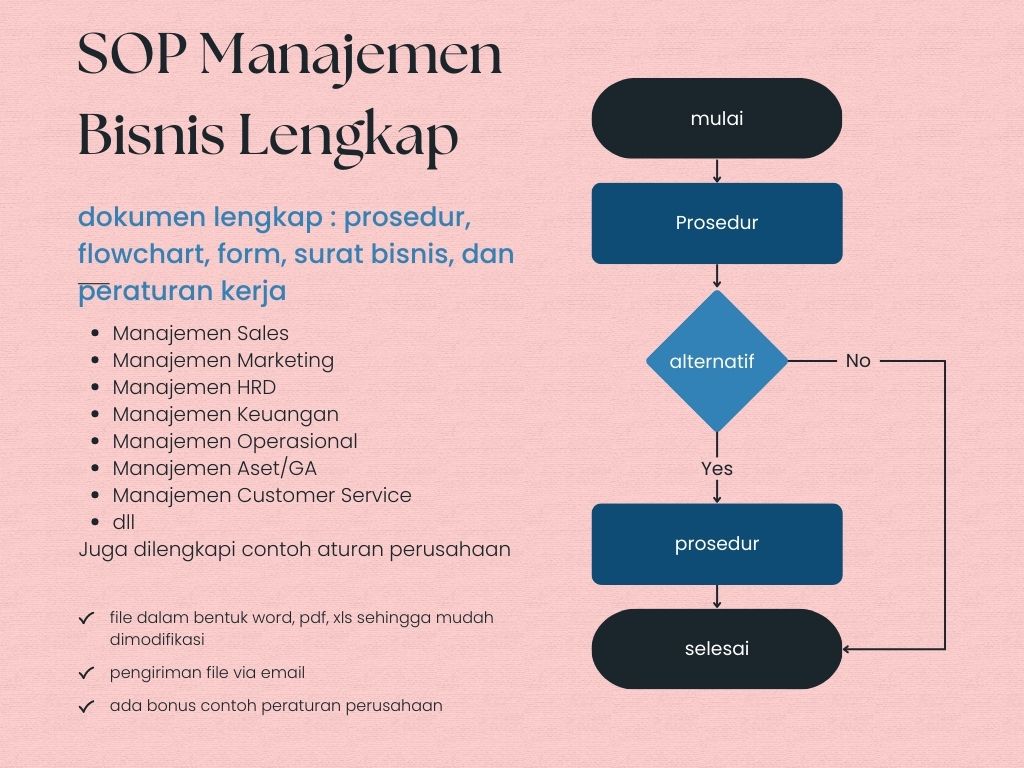 SOP Manajemen
Bisnis Lengkap
dokumen lengkap : prosedur,
flowchart, form, surat bisnis, dan
peraturan kerja
Manajemen Sales
Manajemen Marketing
Manajemen HRD
Manajemen Keuangan
Manajemen Operasional
Manajemen Aset/GA
Manajemen Customer Service
dll
Juga dilengkapi contoh aturan perusahaan
file dalam bentuk word, pdf, xls sehingga mudah
dimodifikasi
pengiriman file via email
ada bonus contoh peraturan perusahaan
mulai
Prosedur
alternatif
No
Yes
prosedur
selesai